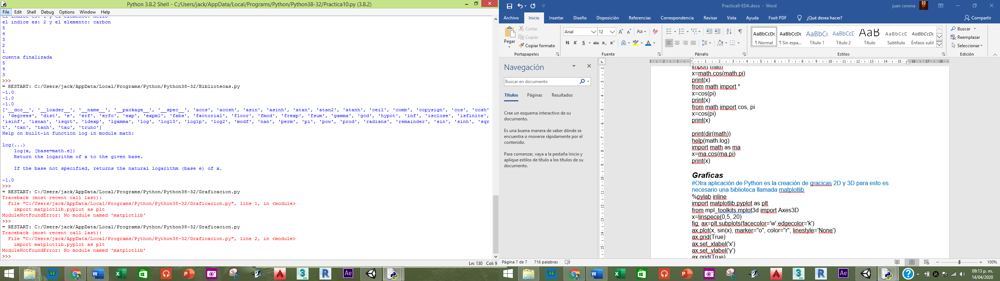 Python 3.8.2 Shell - C:/Users/jack/AppData/Local/Programs/Python/Python38-32/Practica10.py (3.8.2)
File Edit Shell Debug Options Window Help
el indice es: 1 y el elemento: hello
el indice es: 2 y el elemento: carbon
5
4
3
2
1
cuenta finalizada
5
4
3
>>>
= RESTART: C:/Users/jack/AppData/Local/Programs/Python/Python38-32/Bibliotecas.py
-1.0
-1.0
-1.0
['__doc__', '__loader__', '__name__', '__package__', '__spec__', 'acos', 'acosh', 'asin', 'asinh', 'atan', 'atan2', 'atanh', 'ceil', 'comb', 'copysign', 'cos', 'cosh'
, 'degrees', 'dist', 'e', 'erf', 'erfc', 'exp', 'expm1', 'fabs', 'factorial', 'floor', 'fmod', 'frexp', 'fsum', 'gamma', 'gcd', 'hypot', 'inf', 'isclose', 'isfinite',
'isinf', 'isnan', 'isqrt', 'ldexp', 'lgamma', 'log', 'log10', 'log1p', 'log2', 'modf', 'nan', 'perm', 'pi', 'pow', 'prod', 'radians', 'remainder', 'sin', 'sinh', 'sqr
t', 'tan', 'tanh', 'tau', 'trunc']
Help on built-in function log in module math:
log(...)
log(x, [base=math.e])
Return the logarithm of x to the given base.
If the base not specified, returns the natural logarithm (base e) of x.
-1.0
>>>
= RESTART: C:/Users/jack/AppData/Local/Programs/Python/Python38-32/Graficacion.py
Traceback (most recent call last):
File "C:/Users/jack/AppData/Local/Programs/Python/Python38-32/Graficacion.py", line 1, in <module>
import matplotlib.pyplot as plt
ModuleNotFoundError: No module named 'matplotlib'
>>>
= RESTART: C:/Users/jack/AppData/Local/Programs/Python/Python38-32/Graficacion.py
Traceback (most recent call last):
File "C:/Users/jack/AppData/Local/Programs/Python/Python38-32/Graficacion.py", line 2, in <module>
import matplotlib.pyplot as plt
ModuleNotFoundError: No module named 'matplotlib'
>>>
Ln: 130 Col: 9
Practica9-EDA.docx - Word
juan corona
Archivo Inicio Insertar Diseño Disposición Referencias Correspondencia Revisar Vista Ayuda Foxit PDF ¿Qué desea hacer? Compartir
Pegar
Cortar
Copiar
Copiar formato
Portapapeles
Arial 12
N K S abc x₂ x²
Fuente
Párrafo
AaBbCcDc AaBbCcDc AaBbCc AaBbCcD AaB AaBbCcD AaBbCcDc
¶ Normal ¶ Sin espa... Título 1 Título 2 Título Subtítulo Énfasis sutil
Estilos
Buscar
Reemplazar
Seleccionar
Edición
Navegación
Buscar en documento
Títulos Páginas Resultados
Cree un esquema interactivo de su
documento.
Es una buena manera de saber dónde se
encuentra o moverse rápidamente por el
contenido.
Para comenzar, vaya a la pestaña Inicio y
aplique estilos de título a los títulos de su
documento.
import math
x=math.cos(math.pi)
print(x)
from math import *
x=cos(pi)
print(x)
from math import cos, pi
x=cos(pi)
print(x)
print(dir(math))
help(math.log)
import math as ma
x=ma.cos(ma.pi)
print(x)
Graficas
#Otra aplicación de Python es la creación de gracicas 2D y 3D para esto es
necesario una biblioteca llamada matplotlib
%pylab inline
import matplotlib.pyplot as plt
from mpl_toolkits.mplot3d import Axes3D
x=linspece(0,5, 20)
fig, ax=plt.subplots(facecolor='w',edgecolor='k')
ax.plot(x, sin(x), marker="o", color="r", linestyle='None')
ax.grid(True)
ax.set_xlabel('x')
ax.set_ylabel('y')
ax.grid(True)
Página 7 de 7 716 palabras
100%
09:13 p. m.
14/04/2020